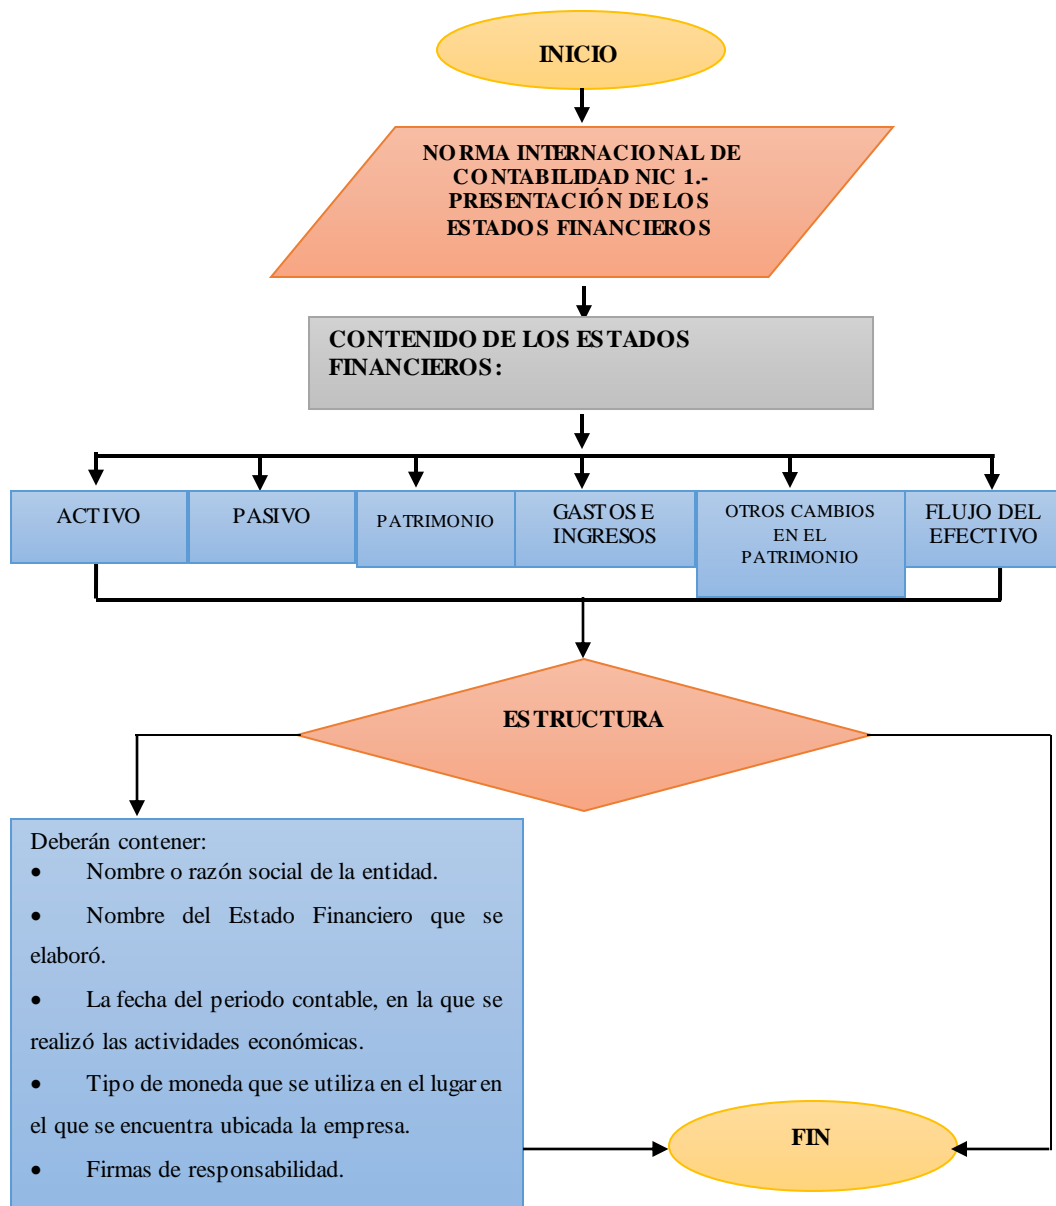 INICIO
NORMA INTERNACIONAL DE
CONTABILIDAD NIC 1.-
PRESENTACIÓN DE LOS
ESTADOS FINANCIEROS
CONTENIDO DE LOS ESTADOS
FINANCIEROS:
ACTIVO
PASIVO
PATRIMONIO
GASTOS E
INGRESOS
OTROS CAMBIOS
EN EL
PATRIMONIO
FLUJO DEL
EFECTIVO
ESTRUCTURA
Deberán contener:
• Nombre o razón social de la entidad.
• Nombre del Estado Financiero que se
elaboró.
• La fecha del periodo contable, en la que se
realizó las actividades económicas.
• Tipo de moneda que se utiliza en el lugar en
el que se encuentra ubicada la empresa.
• Firmas de responsabilidad.
FIN